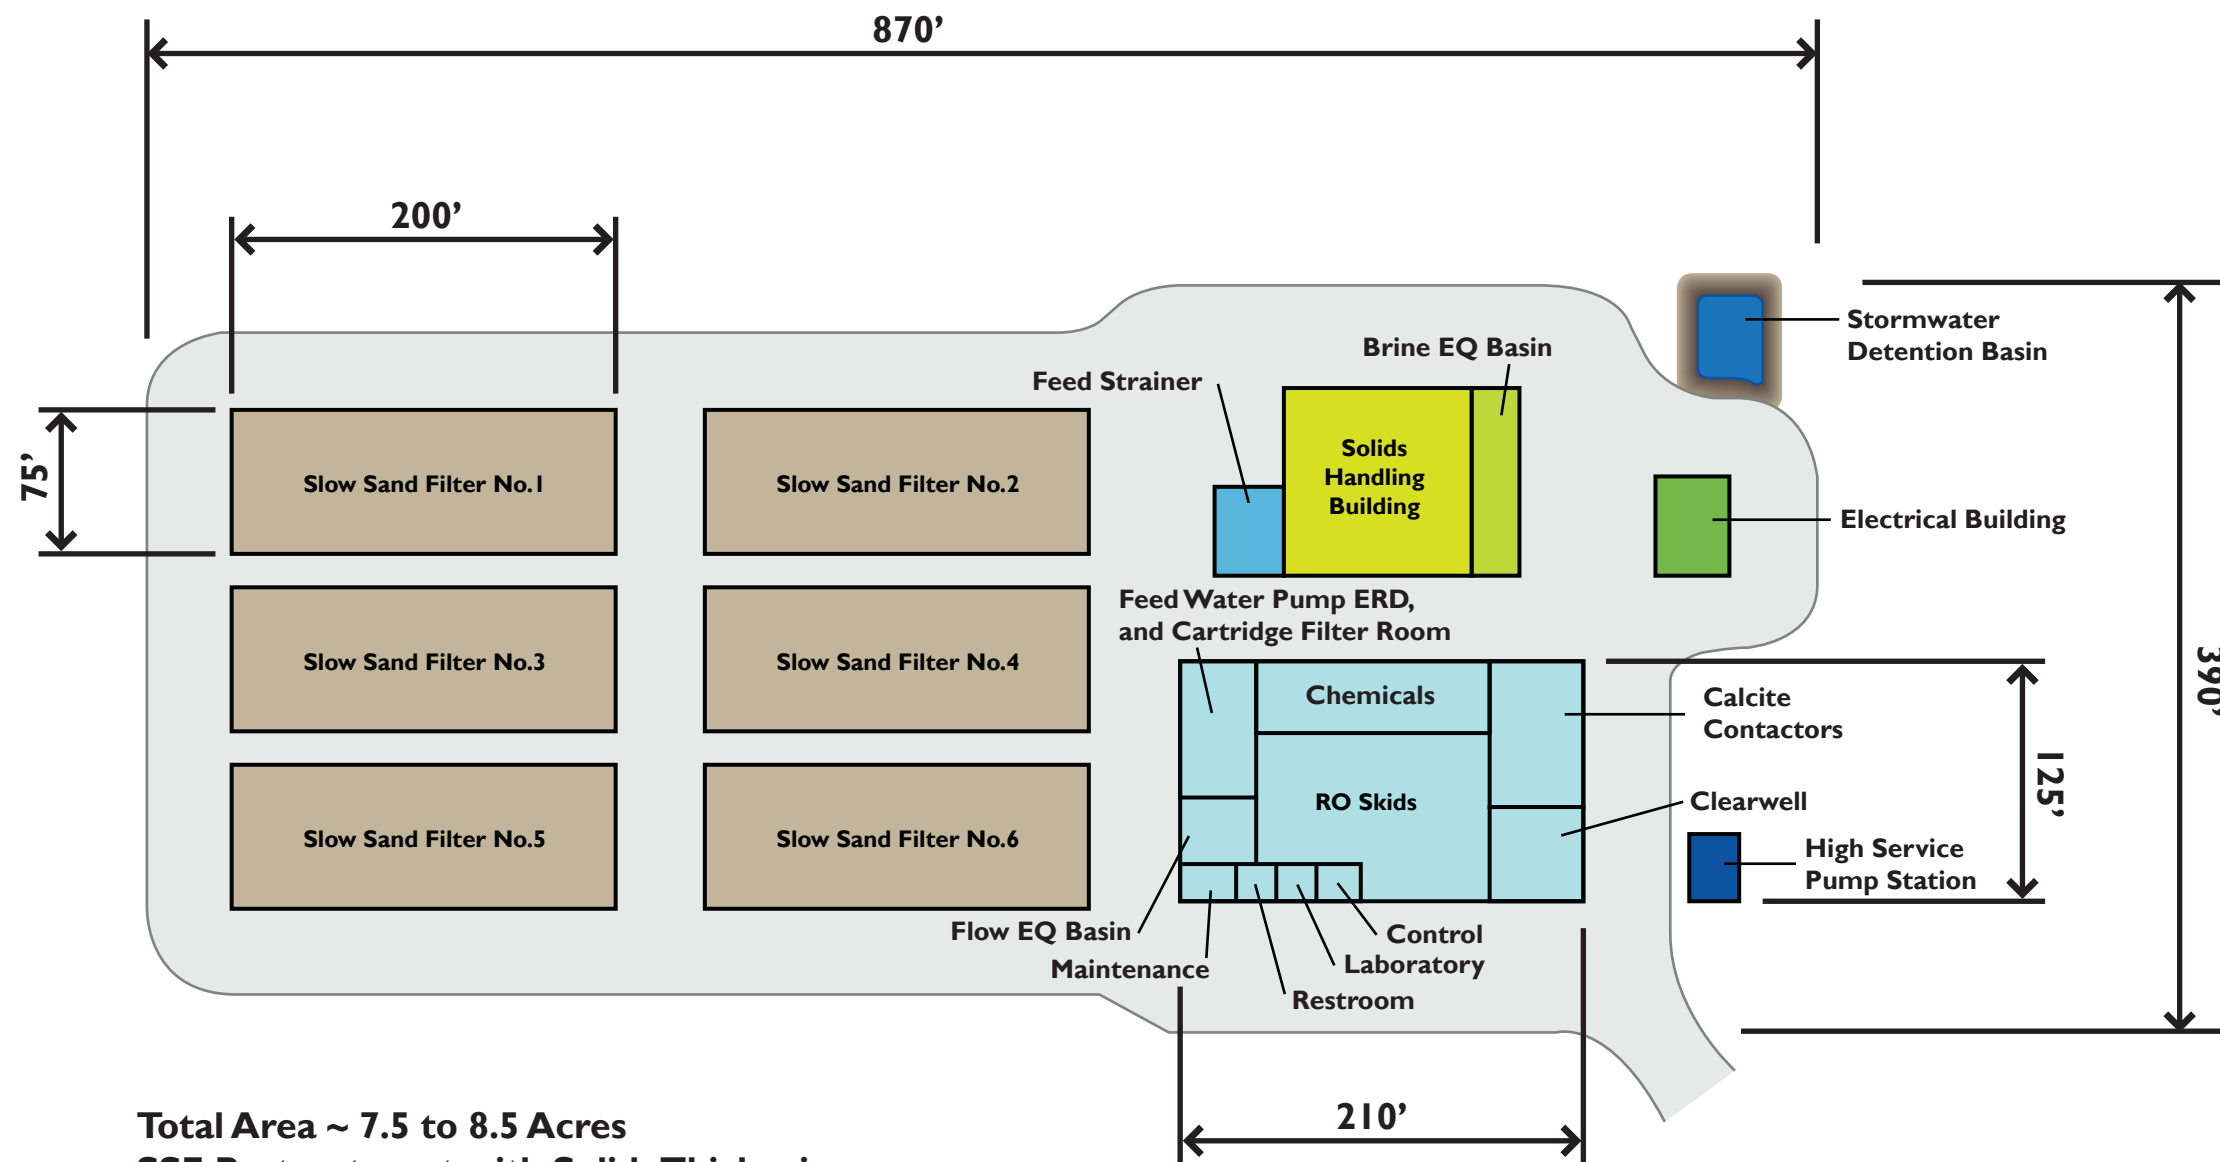 870’
200’
Stormwater
Detention Basin
Brine EQ Basin
Feed Strainer
75’
Slow Sand Filter No.1
Slow Sand Filter No.2
Solids
Handling
Building
Electrical Building
Feed Water Pump ERD,
and Cartridge Filter Room
390’
Slow Sand Filter No.3
Slow Sand Filter No.4
Chemicals
Calcite
Contactors
125’
RO Skids
Clearwell
Slow Sand Filter No.5
Slow Sand Filter No.6
High Service
Pump Station
Flow EQ Basin
Control
Maintenance
Laboratory
Restroom
210’
Total Area ~ 7.5 to 8.5 Acres